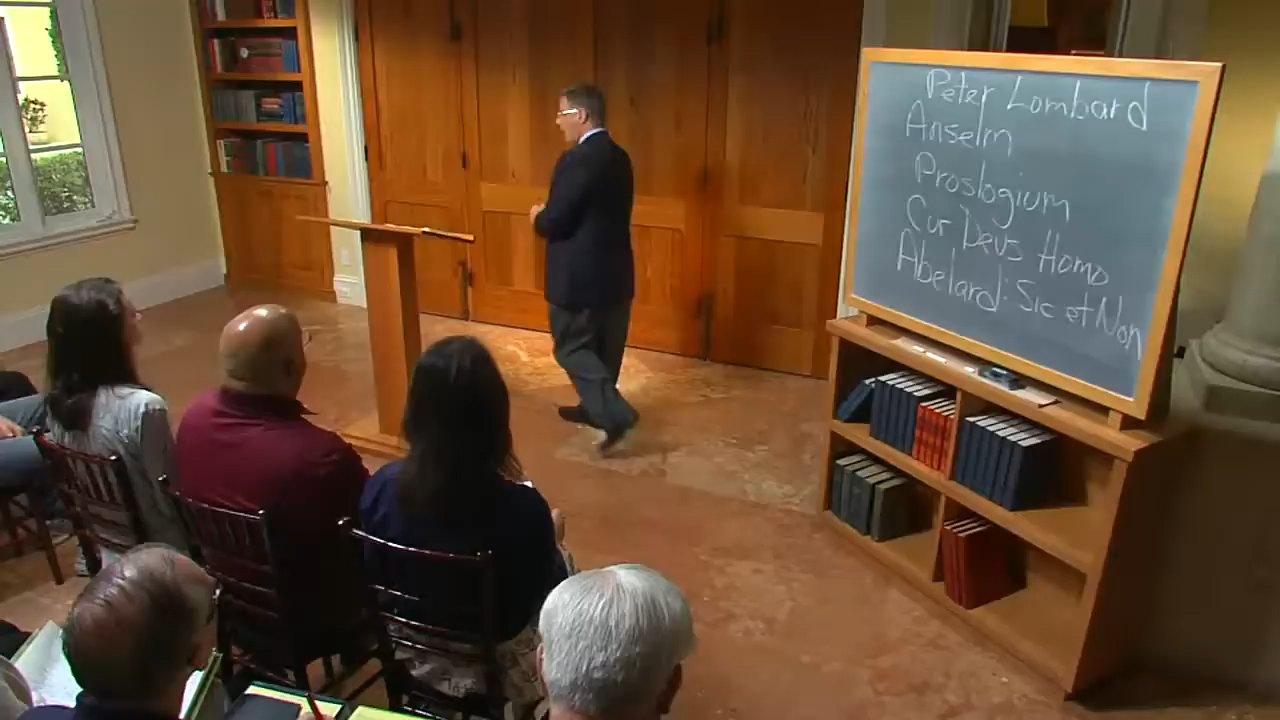 Peter Lombard
Anselm
Proslogium
Cur Deus Homo
Abelard: Sic et Non